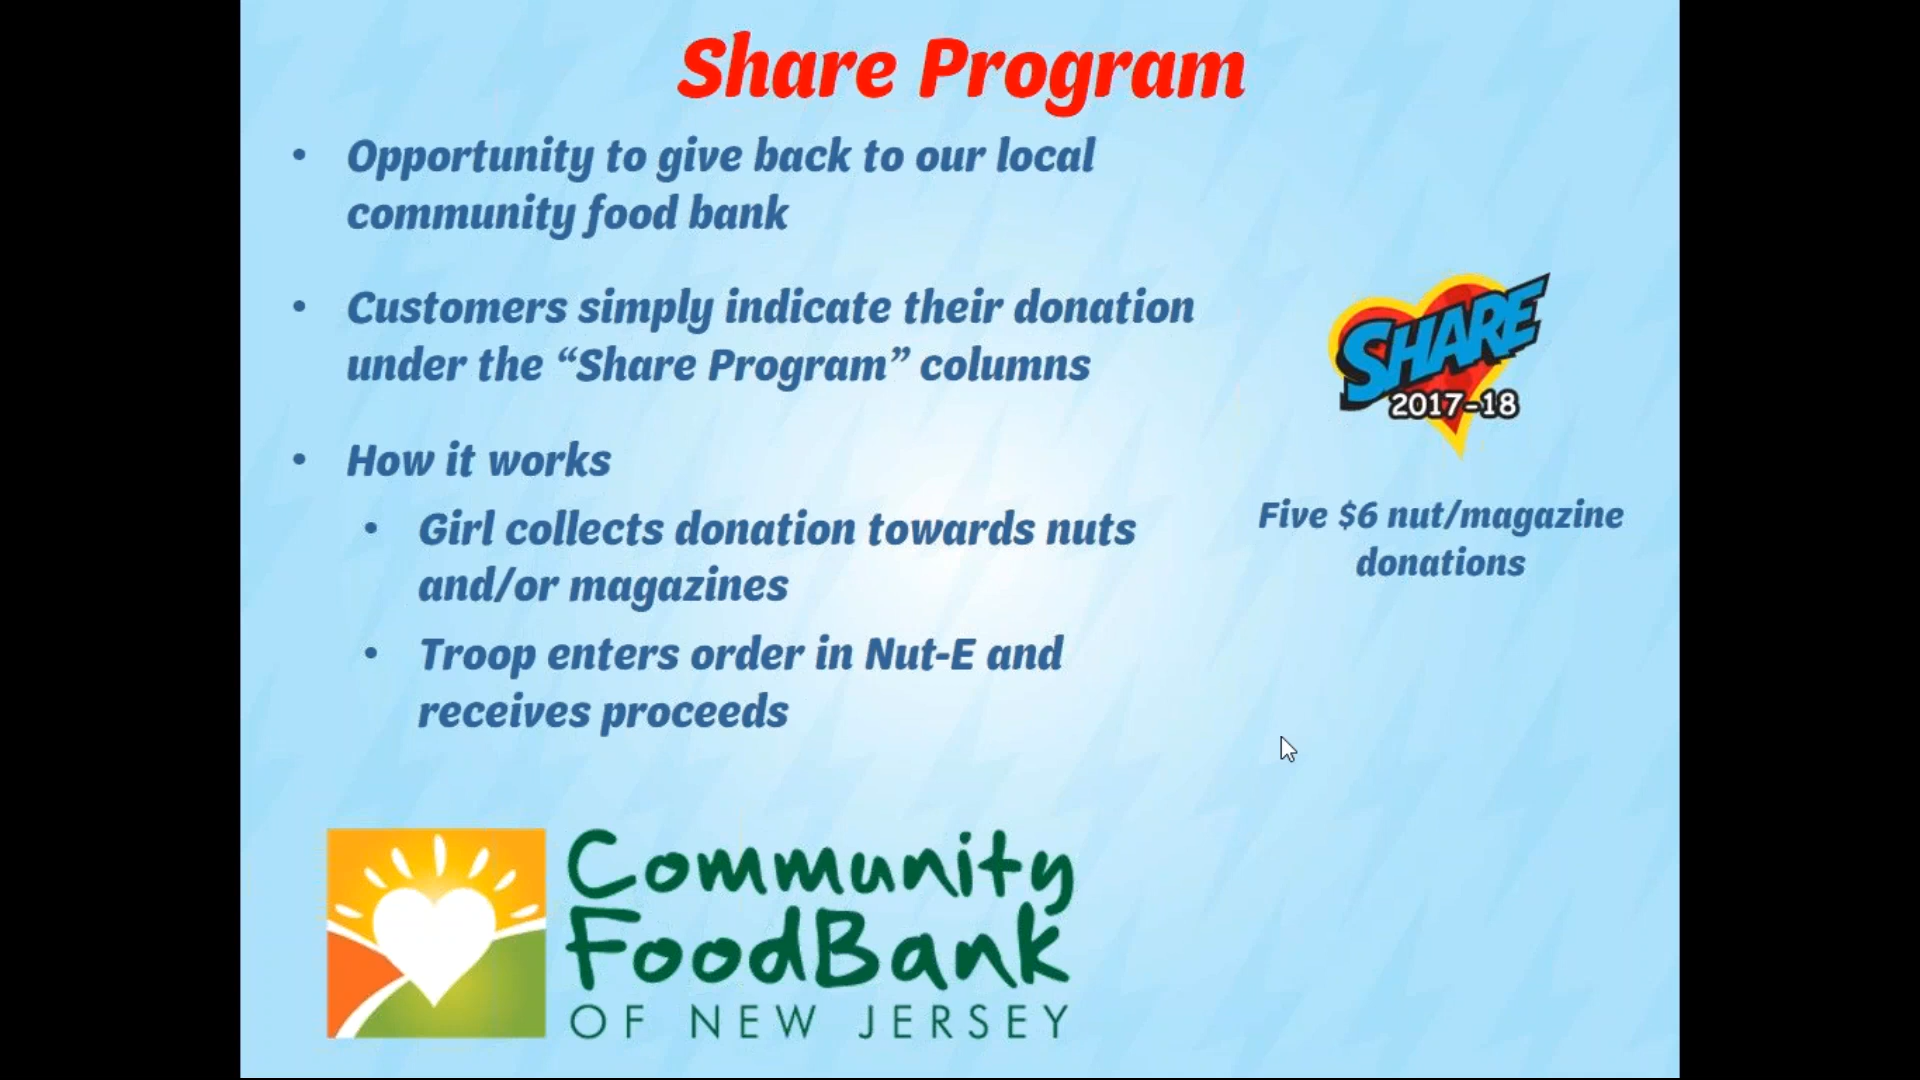 Share Program
• Opportunity to give back to our local
community food bank
• Customers simply indicate their donation
under the “Share Program” columns
• How it works
• Girl collects donation towards nuts
and/or magazines
• Troop enters order in Nut-E and
receives proceeds
SHARE
2017-18
Five $6 nut/magazine
donations
Community
FoodBank
OF NEW JERSEY